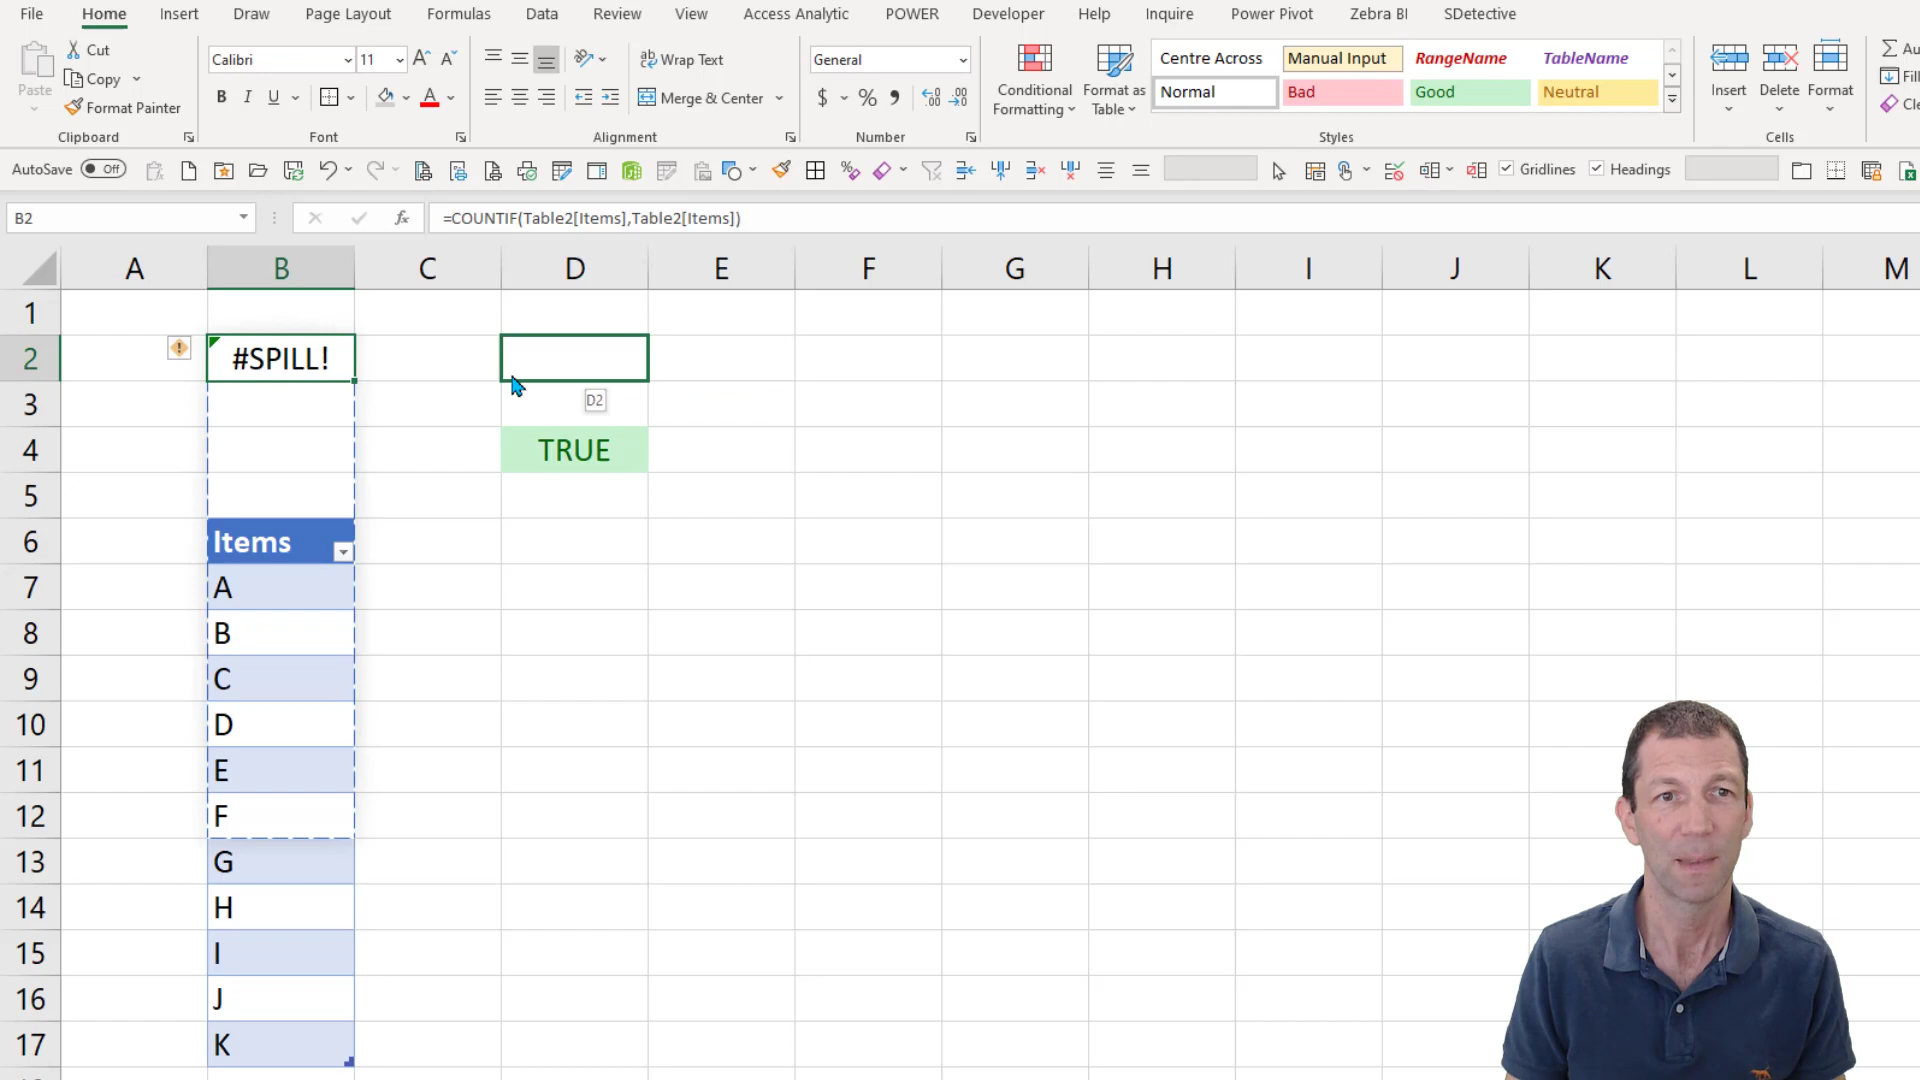 File Home Insert Draw Page Layout Formulas Data Review View Access Analytic POWER Developer Help Inquire Power Pivot Zebra BI SDetective
Paste Cut Copy Format Painter Clipboard
Calibri 11 B I U Font
ab Wrap Text Merge & Center Alignment
General $ % Number
Conditional Formatting Format as Table
Centre Across Manual Input RangeName TableName
Normal Bad Good Neutral
Styles
Insert Delete Format Cells
AutoSave Off Gridlines Headings
B2 fx =COUNTIF(Table2[Items],Table2[Items])
A B C D E F G H I J K L M
1
2 #SPILL!
3 D2
4 TRUE
5
6 Items
7 A
8 B
9 C
10 D
11 E
12 F
13 G
14 H
15 I
16 J
17 K